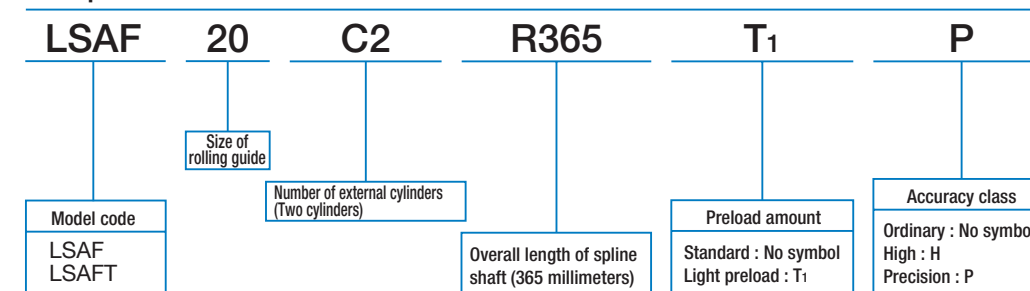 LSAF 20 C2 R365 T1 P
Size of
rolling guide
Number of external cylinders
(Two cylinders)
Model code
LSAF
LSAFT
Overall length of spline
shaft (365 millimeters)
Preload amount
Standard : No symbol
Light preload : T1
Accuracy class
Ordinary : No symbo
High : H
Precision : P